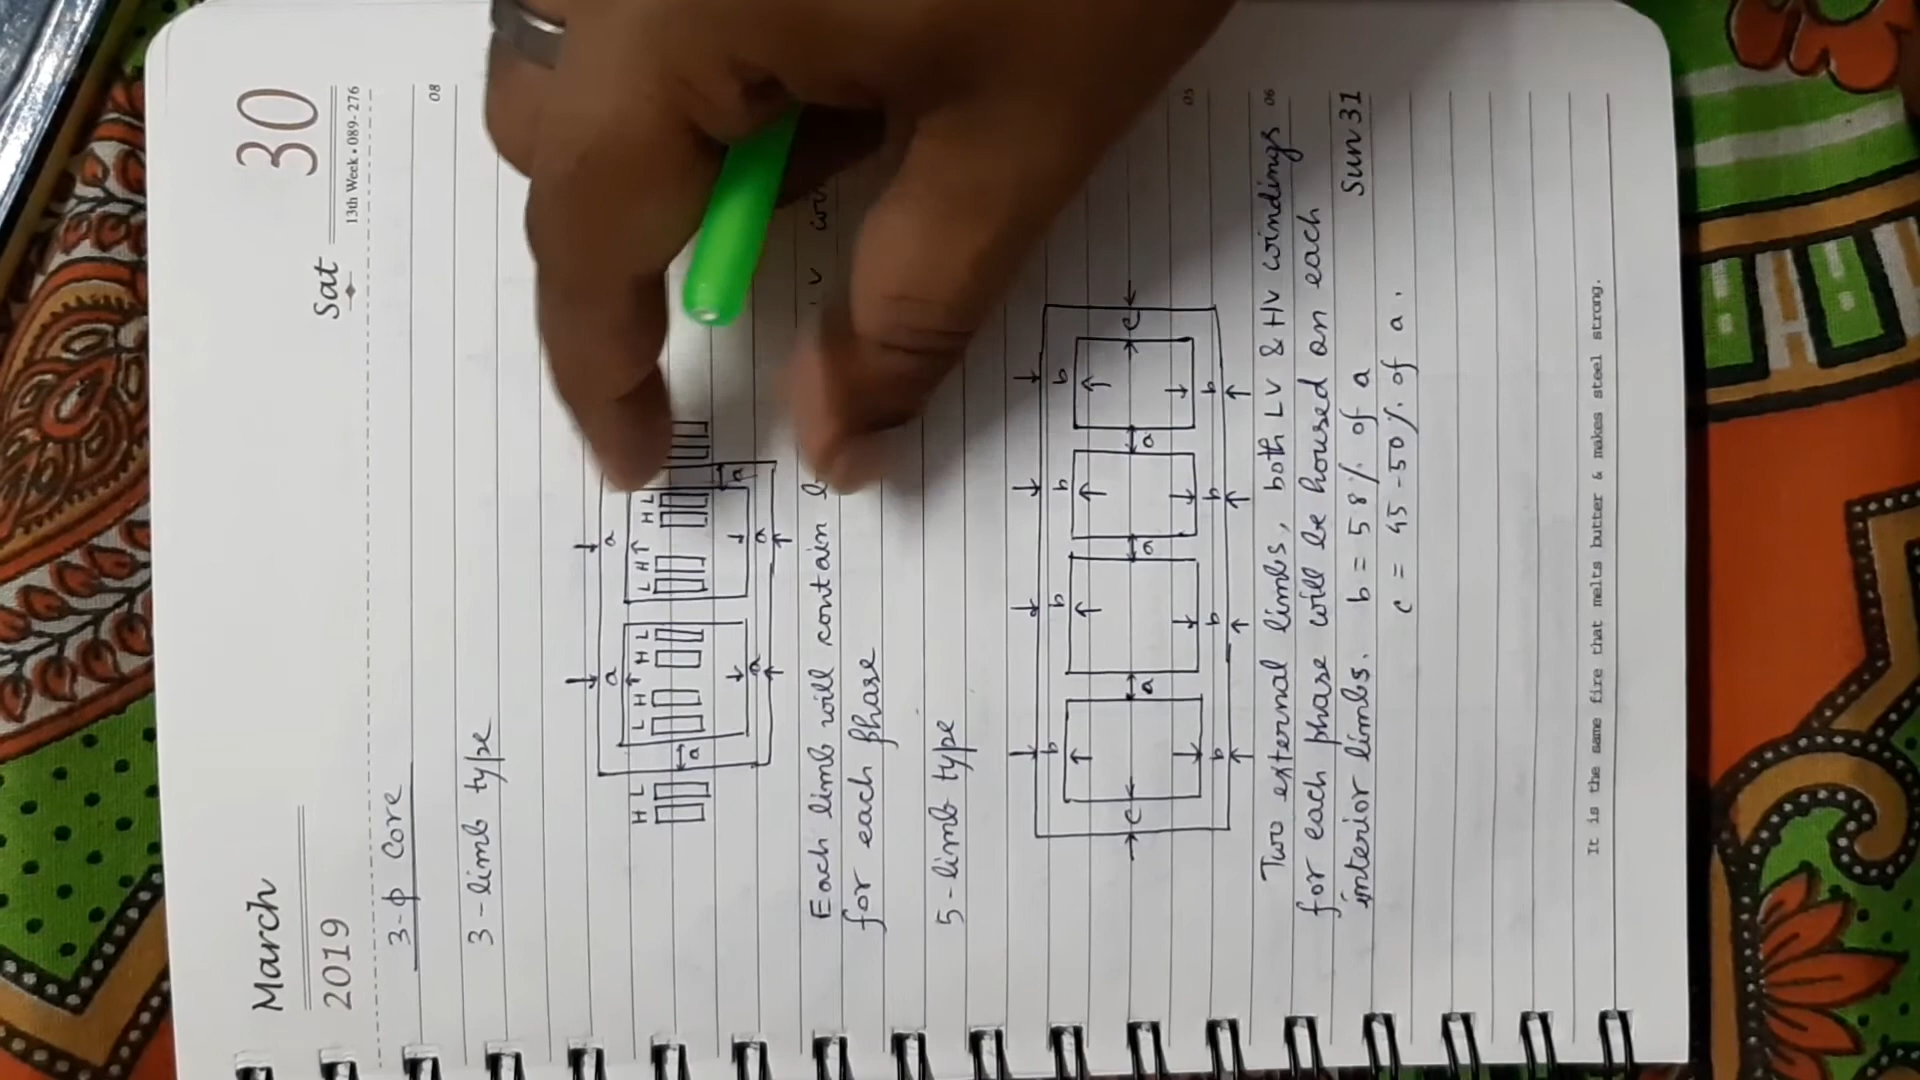 March
30
2019
Sat
13th Week • 089-276
3-φ Core
08
3-limb type
a a
H L L H H L L H H L
a a a a
Each limb will contain
for each phase
5-limb type
05
b b b b
c a a a c
b b b b
Two external limbs, both LV & HV windings
06
for each phase will be housed on each
interior limbs. b = 58% of a
Sun 31
c = 45-50% of a.
It is the same fire that melts butter & makes steel strong.